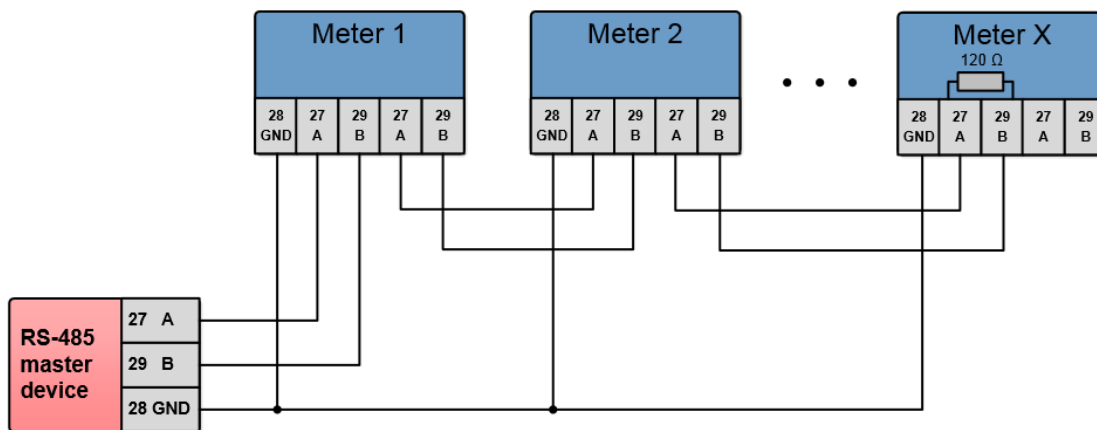 Meter 1
28 27 29 27 29
GND A B A B
Meter 2
28 27 29 27 29
GND A B A B
Meter X
120 Ω
28 27 29 27 29
GND A B A B
RS-485
master
device
27 A
29 B
28 GND